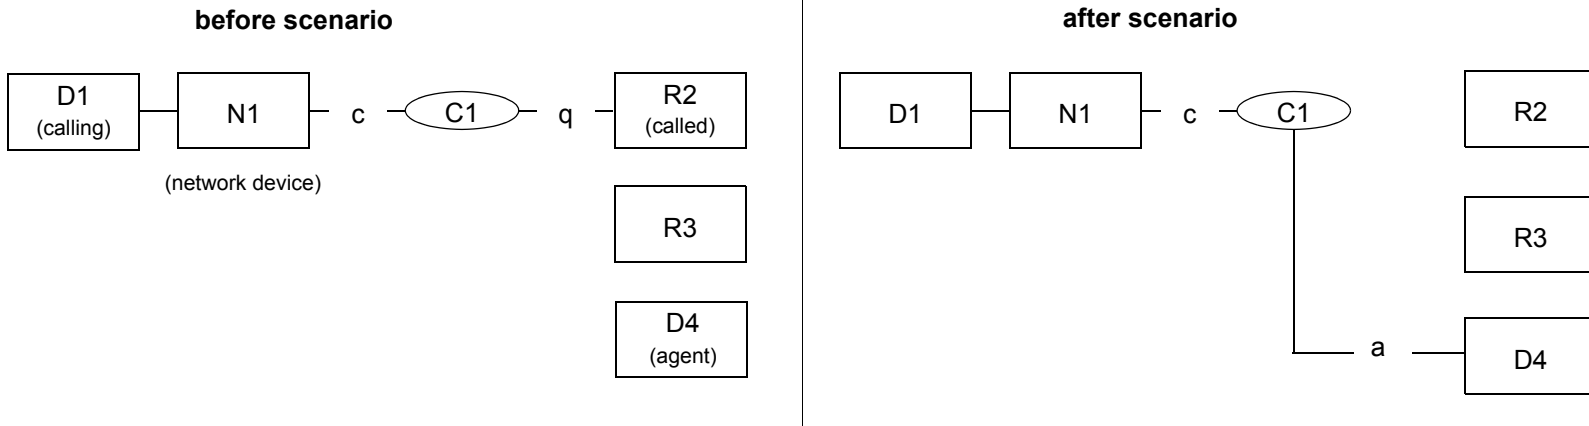 before scenario
D1
(calling)
N1
c
C1
q
R2
(called)
(network device)
R3
D4
(agent)
after scenario
D1
N1
c
C1
R2
R3
a
D4